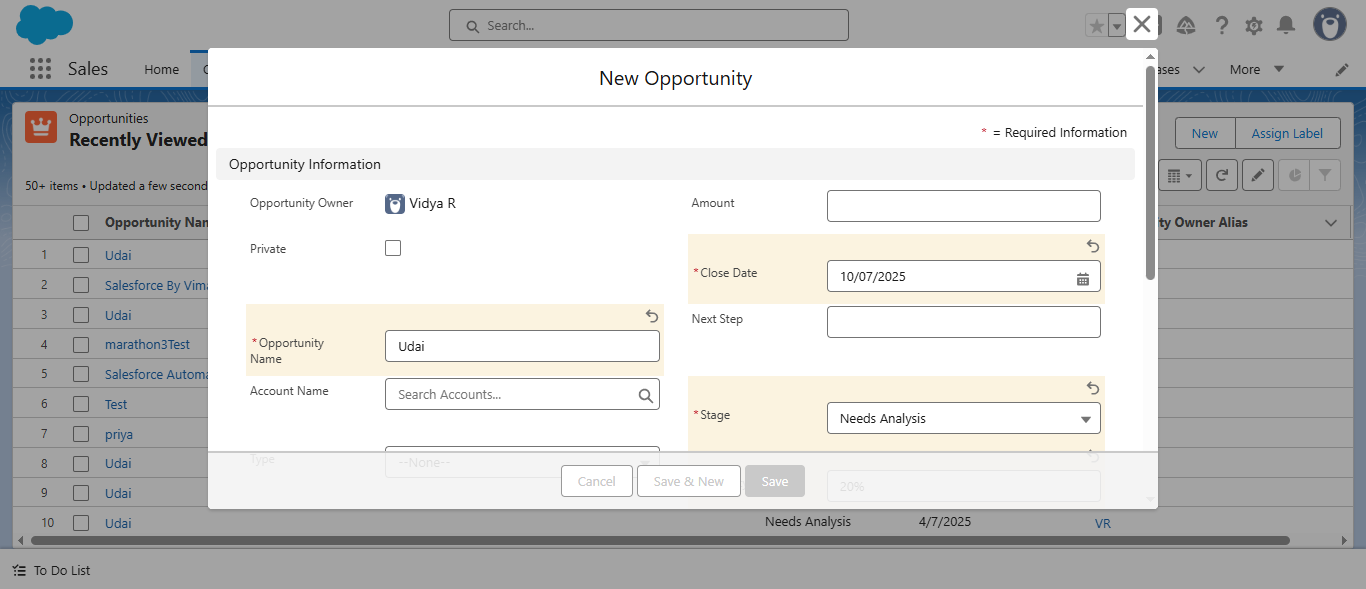 Search...
Sales
Home
ases
More
New Opportunity
Opportunities
Recently Viewed
New
Assign Label
* = Required Information
Opportunity Information
50+ items • Updated a few second
Opportunity Owner
Vidya R
Amount
Opportunity Nan
ty Owner Alias
Private
*Close Date
10/07/2025
Next Step
*Opportunity
Name
Udai
Account Name
Search Accounts...
*Stage
Needs Analysis
Type
--None--
20%
Cancel
Save & New
Save
1
Udai
2
Salesforce By Vima
3
Udai
4
marathon3Test
5
Salesforce Automa
6
Test
7
priya
8
Udai
9
Udai
10
Udai
Needs Analysis
4/7/2025
VR
To Do List